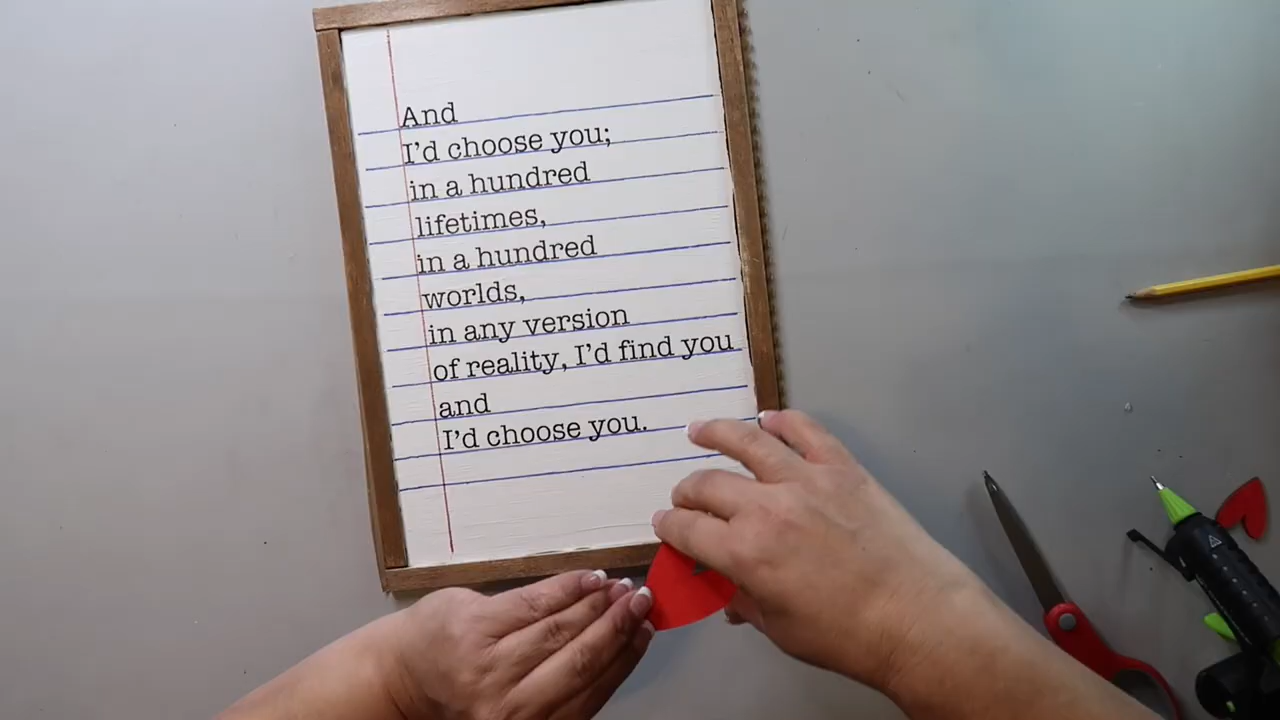 And
I'd choose you;
in a hundred
lifetimes,
in a hundred
worlds,
in any version
of reality, I'd find you
and
I'd choose you.